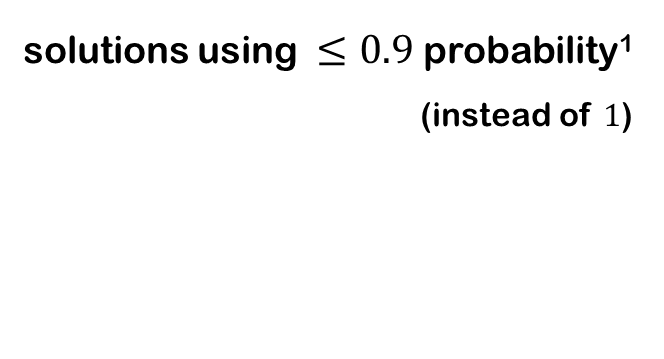 solutions using ≤ 0.9 probability¹
(instead of 1)